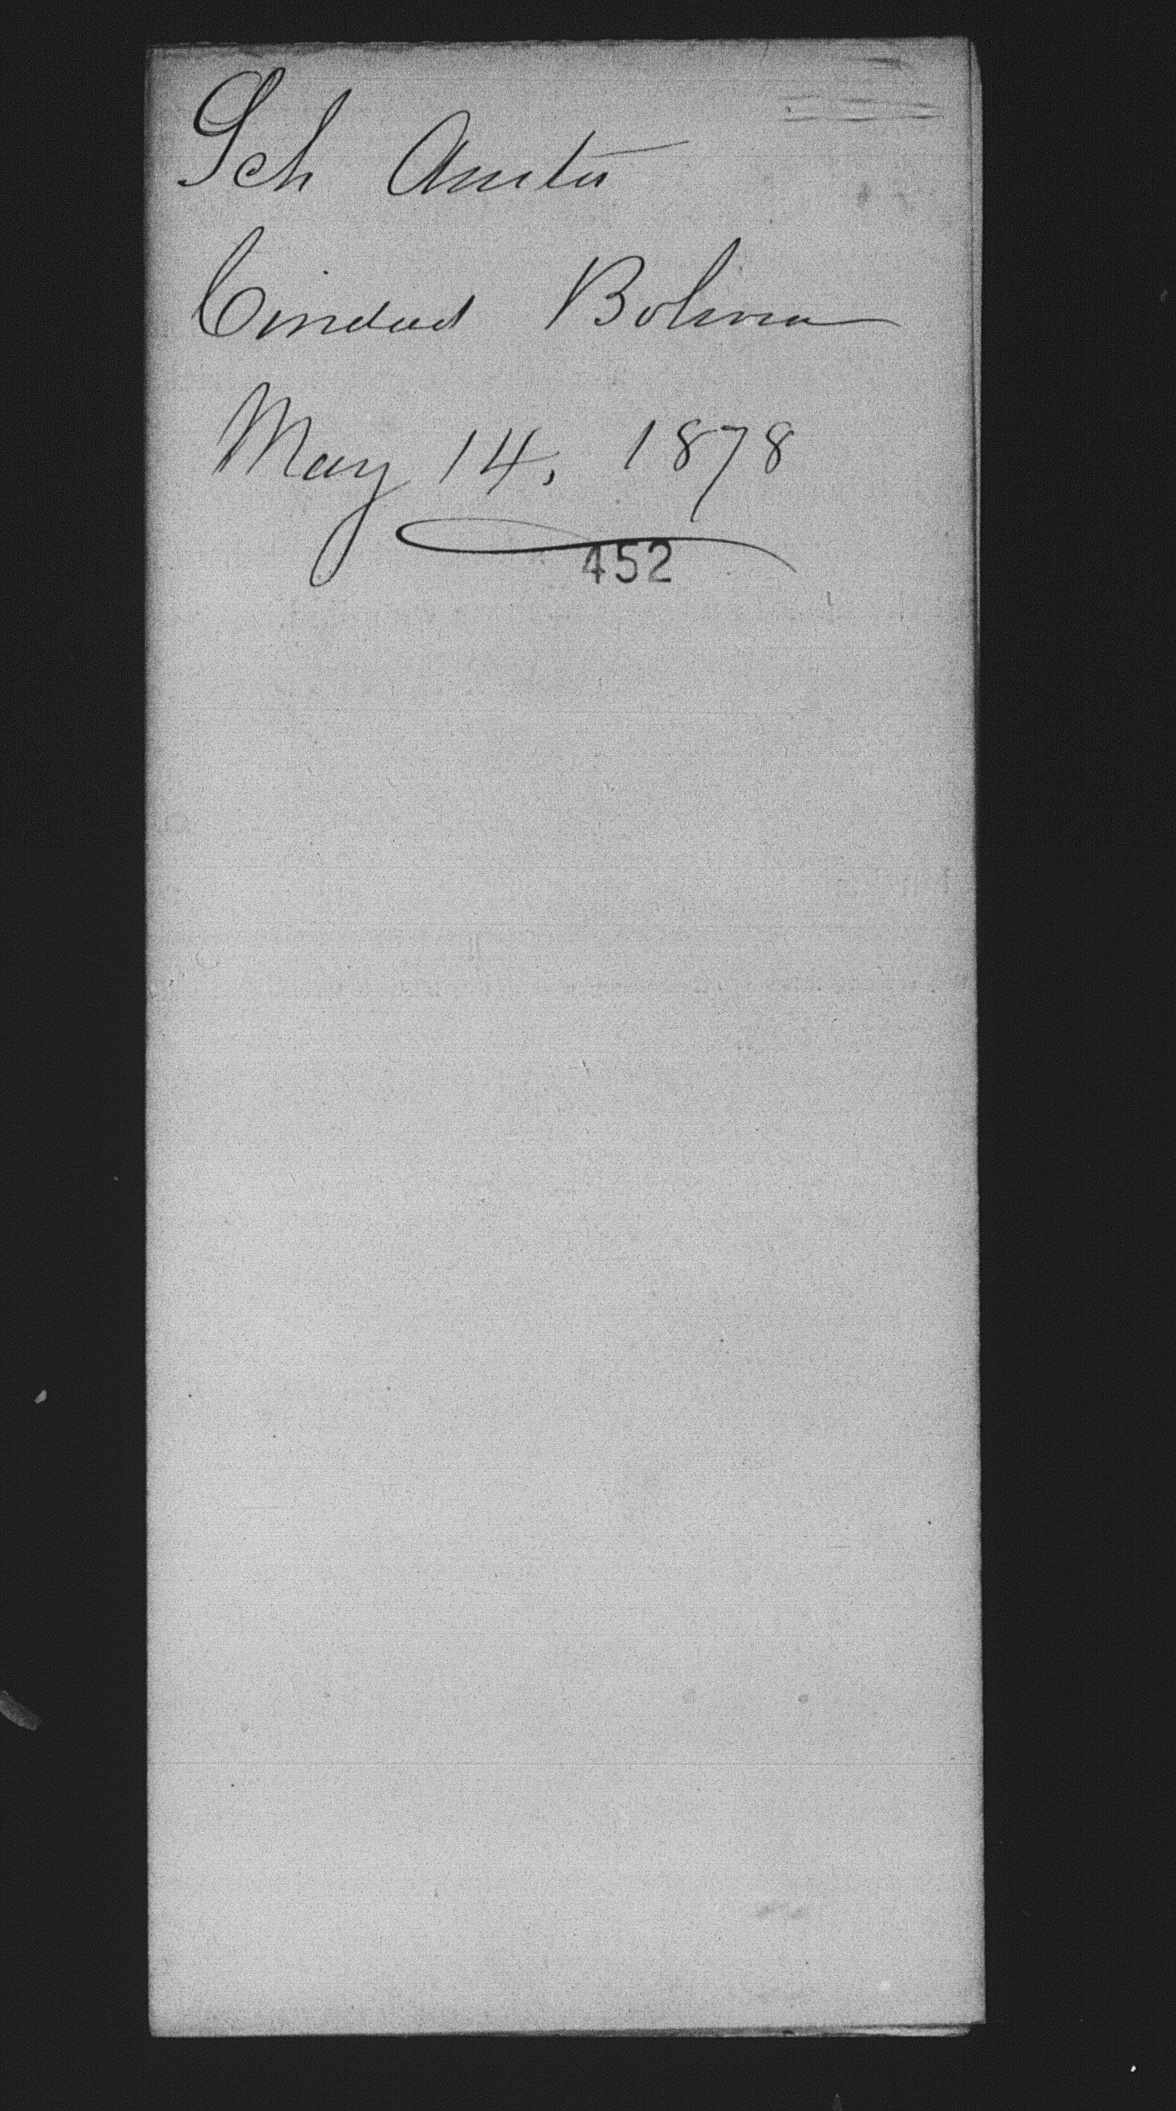 Sch Anita
Ciudad Bolivar
May 14, 1878
452